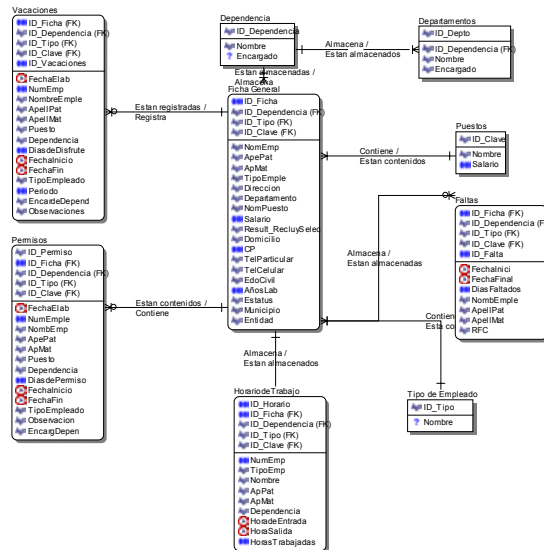 Vacaciones
ID_Ficha (FK)
ID_Dependencia (FK)
ID_Tipo (FK)
ID_Clave (FK)
ID_Vacaciones
FechaElab
NumEmp
NombreEmple
ApellPat
ApellMat
Puesto
Dependencia
DiasdeDisfrute
FechaInicio
FechaFin
TipoEmpleado
Periodo
EncardeDepend
Observaciones
Dependencia
ID_Dependencia
Nombre
Encargado
Almacena /
Estan almacenados
Departamentos
ID_Depto
ID_Dependencia (FK)
Nombre
Encargado
Estan almacenadas /
Almacena
Ficha General
ID_Ficha
ID_Dependencia (FK)
ID_Tipo (FK)
ID_Clave (FK)
NomEmp
ApePat
ApMat
TipoEmple
Direccion
Departamento
NomPuesto
Salario
Result_RecluySelec
Domicilio
CP
TelParticular
TelCelular
EdoCivil
AñosLab
Estatus
Municipio
Entidad
Estan registradas /
Registra
Contiene /
Estan contenidos
Puestos
ID_Clave
Nombre
Salario
Almacena /
Estan almacenadas
Faltas
ID_Ficha (FK)
ID_Dependencia (FK)
ID_Tipo (FK)
ID_Clave (FK)
ID_Falta
FechaInici
FechaFinal
DiasFaltados
NombEmple
ApellPat
ApellMat
RFC
Permisos
ID_Permiso
ID_Ficha (FK)
ID_Dependencia (FK)
ID_Tipo (FK)
ID_Clave (FK)
FechaElab
NumEmple
NombEmp
ApePat
ApMat
Puesto
Dependencia
DiasdePermiso
FechaInicio
FechaFin
TipoEmpleado
Observacion
EncargDepen
Estan contenidos /
Contiene
Contien
Esta co
Almacena /
Estan almacenados
Tipo de Empleado
ID_Tipo
Nombre
HorariodeTrabajo
ID_Horario
ID_Ficha (FK)
ID_Dependencia (FK)
ID_Tipo (FK)
ID_Clave (FK)
NumEmp
TipoEmp
Nombre
ApPat
ApMat
Dependencia
HoradeEntrada
HoraSalida
HorasTrabajadas